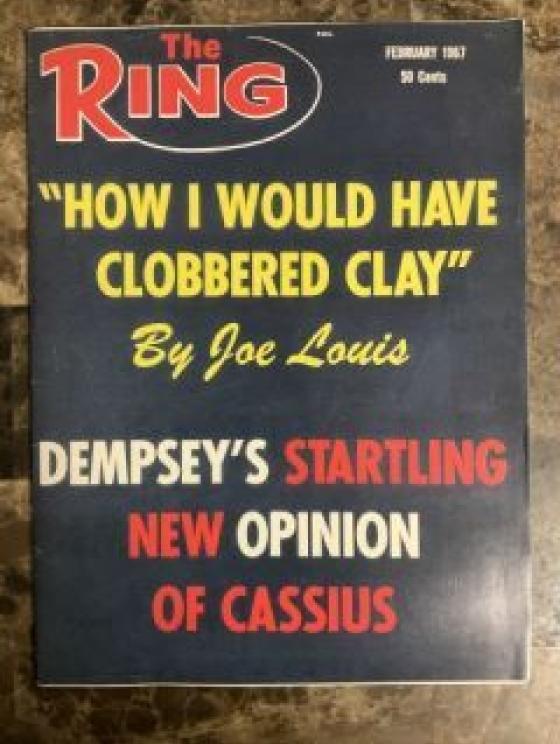 The
RING
FEBRUARY 1967
50 Cents
"HOW I WOULD HAVE
CLOBBERED CLAY"
By Joe Louis
DEMPSEY'S STARTLING
NEW OPINION
OF CASSIUS